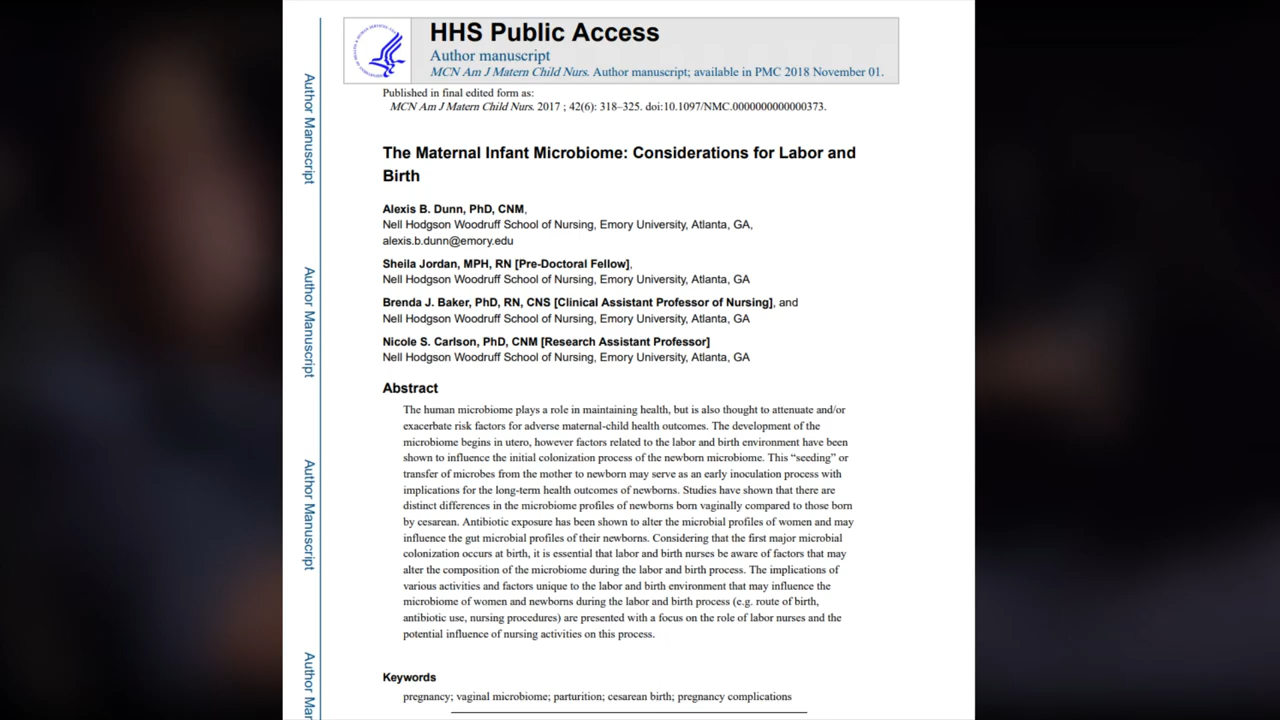 HHS Public Access
Author manuscript
MCN Am J Matern Child Nurs. Author manuscript; available in PMC 2018 November 01.
Published in final edited form as:
MCN Am J Matern Child Nurs. 2017 ; 42(6): 318–325. doi:10.1097/NMC.0000000000000373.
The Maternal Infant Microbiome: Considerations for Labor and
Birth
Alexis B. Dunn, PhD, CNM,
Nell Hodgson Woodruff School of Nursing, Emory University, Atlanta, GA,
alexis.b.dunn@emory.edu
Sheila Jordan, MPH, RN [Pre-Doctoral Fellow],
Nell Hodgson Woodruff School of Nursing, Emory University, Atlanta, GA
Brenda J. Baker, PhD, RN, CNS [Clinical Assistant Professor of Nursing], and
Nell Hodgson Woodruff School of Nursing, Emory University, Atlanta, GA
Nicole S. Carlson, PhD, CNM [Research Assistant Professor]
Nell Hodgson Woodruff School of Nursing, Emory University, Atlanta, GA
Abstract
The human microbiome plays a role in maintaining health, but is also thought to attenuate and/or
exacerbate risk factors for adverse maternal-child health outcomes. The development of the
microbiome begins in utero, however factors related to the labor and birth environment have been
shown to influence the initial colonization process of the newborn microbiome. This “seeding” or
transfer of microbes from the mother to newborn may serve as an early inoculation process with
implications for the long-term health outcomes of newborns. Studies have shown that there are
distinct differences in the microbiome profiles of newborns born vaginally compared to those born
by cesarean. Antibiotic exposure has been shown to alter the microbial profiles of women and may
influence the gut microbial profiles of their newborns. Considering that the first major microbial
colonization occurs at birth, it is essential that labor and birth nurses be aware of factors that may
alter the composition of the microbiome during the labor and birth process. The implications of
various activities and factors unique to the labor and birth environment that may influence the
microbiome of women and newborns during the labor and birth process (e.g. route of birth,
antibiotic use, nursing procedures) are presented with a focus on the role of labor nurses and the
potential influence of nursing activities on this process.
Keywords
pregnancy; vaginal microbiome; parturition; cesarean birth; pregnancy complications
Author Manuscript
Author Manuscript
Author Manuscript
Author Manuscript